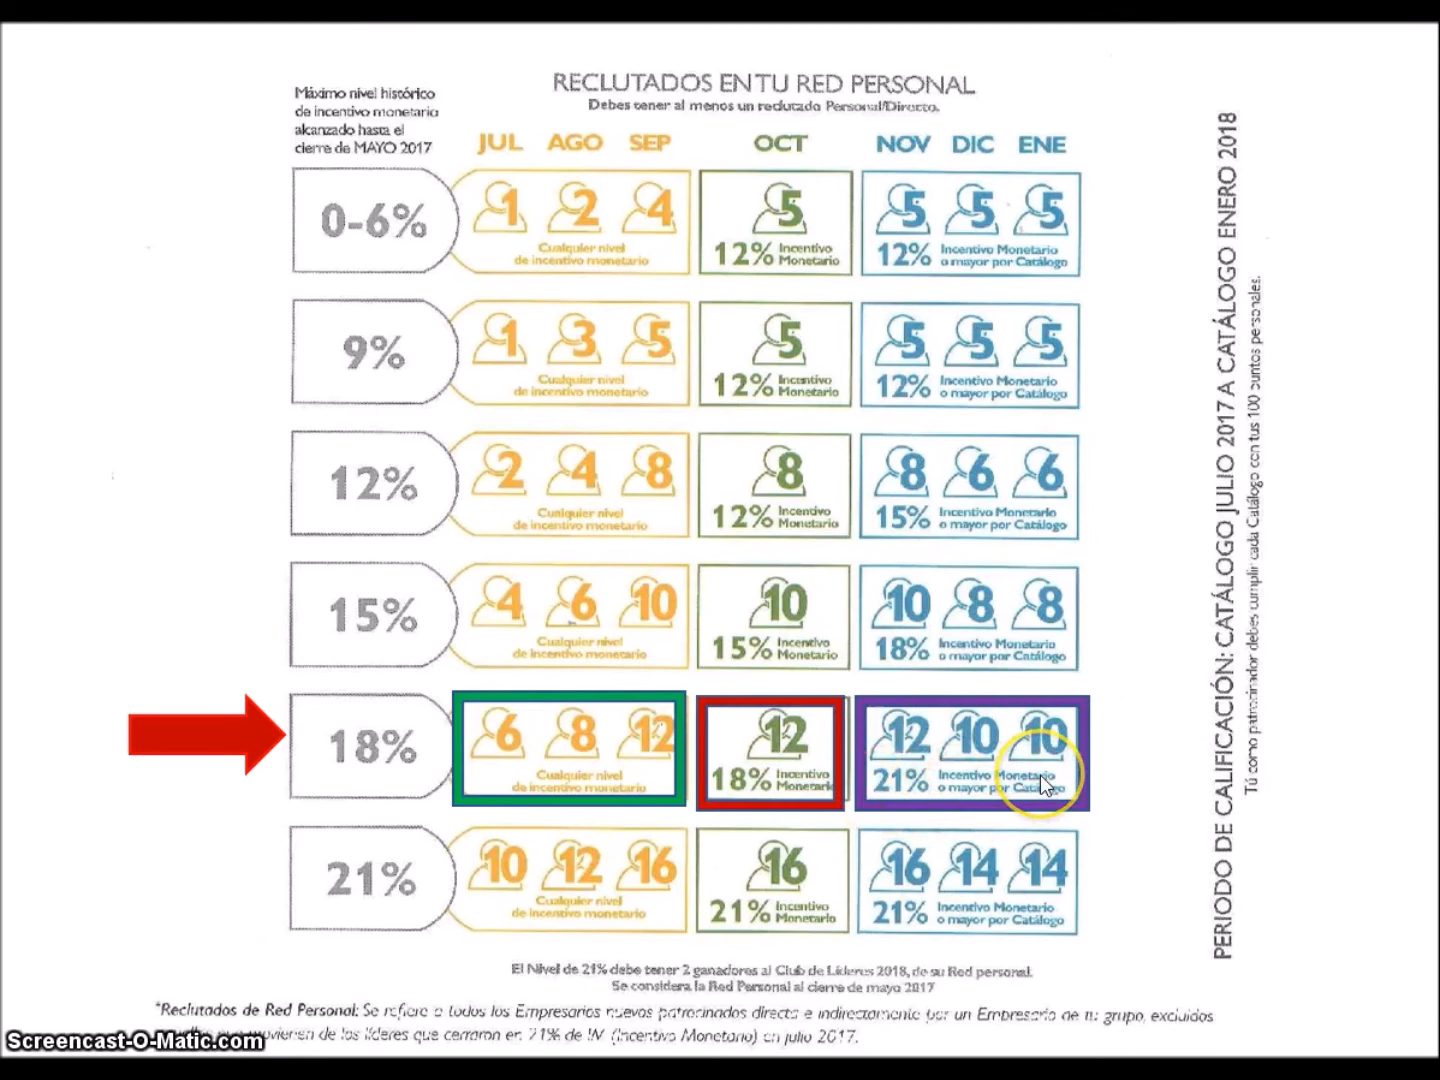 RECLUTADOS EN TU RED PERSONAL
Debes tener al menos un reclutado Personal/Directo.
Máximo nivel histórico
de incentivo monetario
alcanzado hasta el
cierre de MAYO 2017
JUL AGO SEP OCT NOV DIC ENE
0-6%
1 2 4
Cualquier nivel
de incentivo monetario
5
12% Incentivo
Monetario
5 5 5
12% Incentivo Monetario
o mayor por Catálogo
9%
1 3 5
Cualquier nivel
de incentivo monetario
5
12% Incentivo
Monetario
5 5 5
12% Incentivo Monetario
o mayor por Catálogo
12%
2 4 8
Cualquier nivel
de incentivo monetario
8
12% Incentivo
Monetario
8 6 6
15% Incentivo Monetario
o mayor por Catálogo
15%
4 6 10
Cualquier nivel
de incentivo monetario
10
15% Incentivo
Monetario
10 8 8
18% Incentivo Monetario
o mayor por Catálogo
18%
6 8 12
Cualquier nivel
de incentivo monetario
12
18% Incentivo
Monetario
12 10 10
21% Incentivo Monetario
o mayor por Catálogo
21%
10 12 16
Cualquier nivel
de incentivo monetario
16
21% Incentivo
Monetario
16 14 14
21% Incentivo Monetario
o mayor por Catálogo
PERIODO DE CALIFICACIÓN: CATÁLOGO JULIO 2017 A CATÁLOGO ENERO 2018
Tú como patrocinador debes cumplir cada Catálogo con tus 100 puntos personales.
El Nivel de 21% debe tener 2 ganadores al Club de Líderes 2018, de su Red personal.
Se considera la Red Personal al cierre de mayo 2017
*Reclutados de Red Personal: Se refiere a todos los Empresarios nuevos patrocinados directa e indirectamente por un Empresario de tu grupo, excluidos
de los líderes que cerraron en 21% de IM (Incentivo Monetario) en julio 2017.
Screencast-O-Matic.com